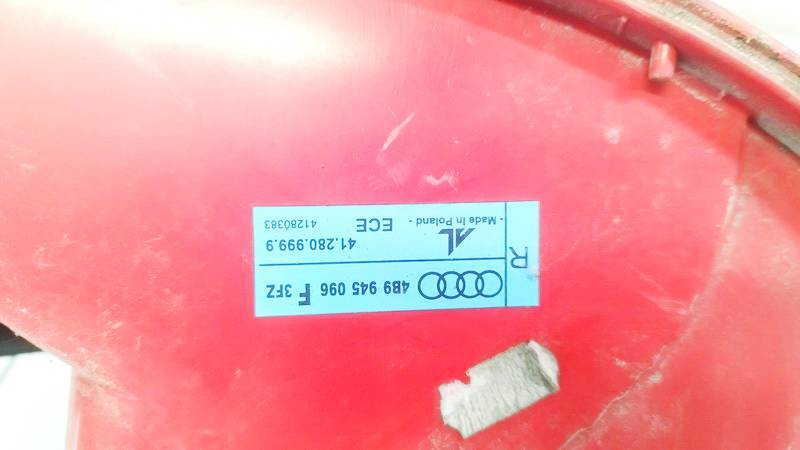 R
4B9 945 096 F 3FZ
41.280.999.9
AL
ECE
- Made In Poland -
41280383